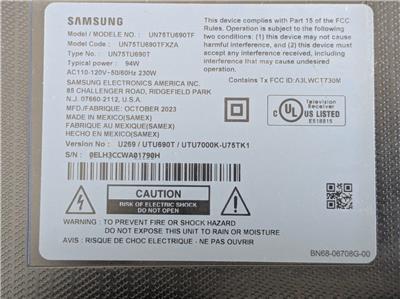 SAMSUNG
Model / MODELE NO. : UN75TU690TF
Model Code : UN75TU690TFXZA
Type No. : UN75TU690T
Typical power : 94W
AC110-120V~50/60Hz 230W
SAMSUNG ELECTRONICS AMERICA INC.
85 CHALLENGER ROAD, RIDGEFIELD PARK
N.J. 07660-2112, U.S.A.
MFD./FABRIQUE: OCTOBER 2023
MADE IN MEXICO(SAMEX)
FABRIQUE AU MEXIQUE(SAMEX)
HECHO EN MEXICO(SAMEX)
This device complies with Part 15 of the FCC
Rules. Operation is subject to the following two
conditions: (1) this device may not cause
harmful interference, and (2) this device must
accept any interference received, including
interference that may cause undesired operation.
Contains Tx FCC ID:A3LWCT730M
Television
Receiver
C UL US LISTED
E518815
Version No : U269 / UTU690T / UTU7000K-U75TK1
S/N : 0ELH3CCWA01790H
CAUTION
RISK OF ELECTRIC SHOCK
DO NOT OPEN
WARNING : TO PREVENT FIRE OR SHOCK HAZARD
DO NOT EXPOSE THIS UNIT TO RAIN OR MOISTURE
AVIS : RISQUE DE CHOC ELECTRIQUE, NE PAS OUVRIR
BN68-06708G-00